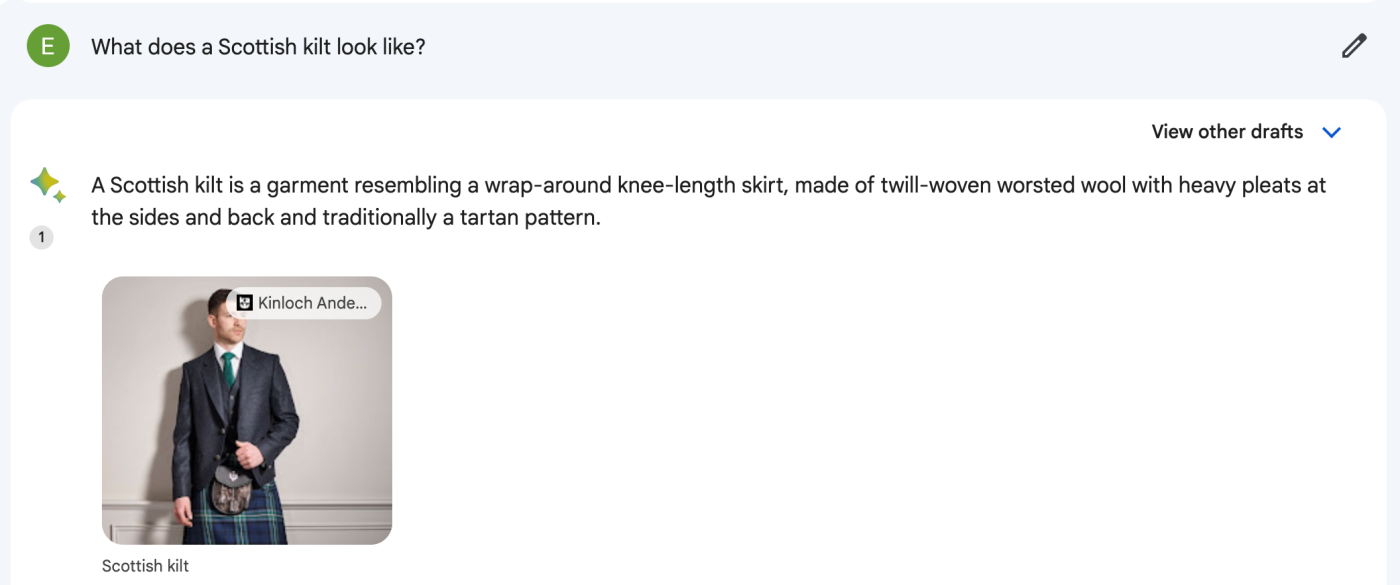 E
What does a Scottish kilt look like?
View other drafts
A Scottish kilt is a garment resembling a wrap-around knee-length skirt, made of twill-woven worsted wool with heavy pleats at
the sides and back and traditionally a tartan pattern.
1
Kinloch Ande...
Scottish kilt